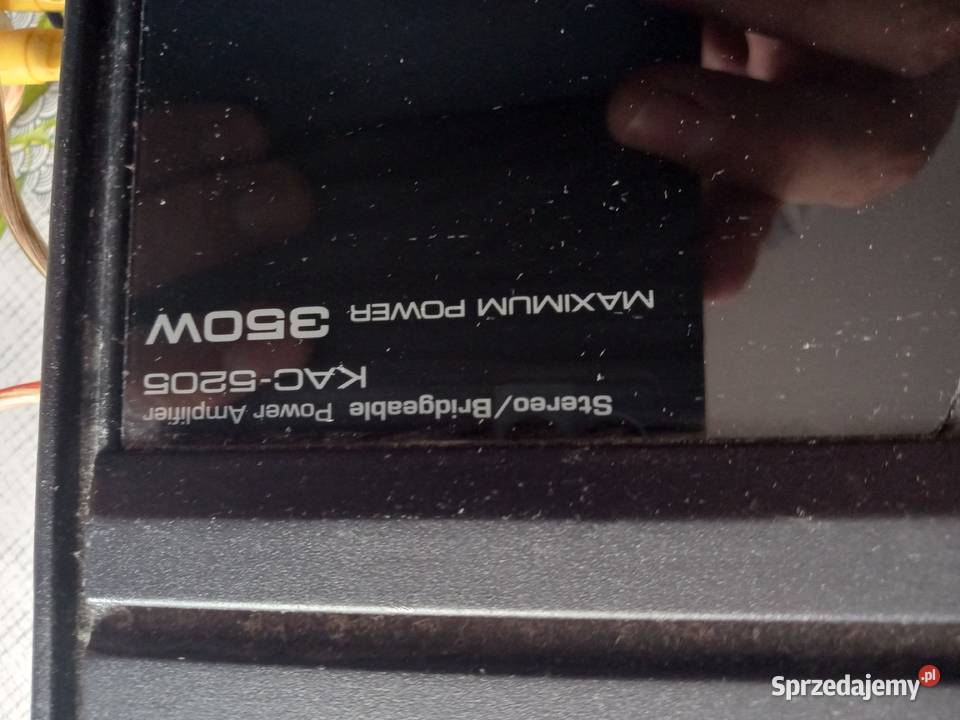 Stereo/Bridgeable Power Amplifier
KAC-5205
MAXIMUM POWER 350W
Sprzedajemy.pl